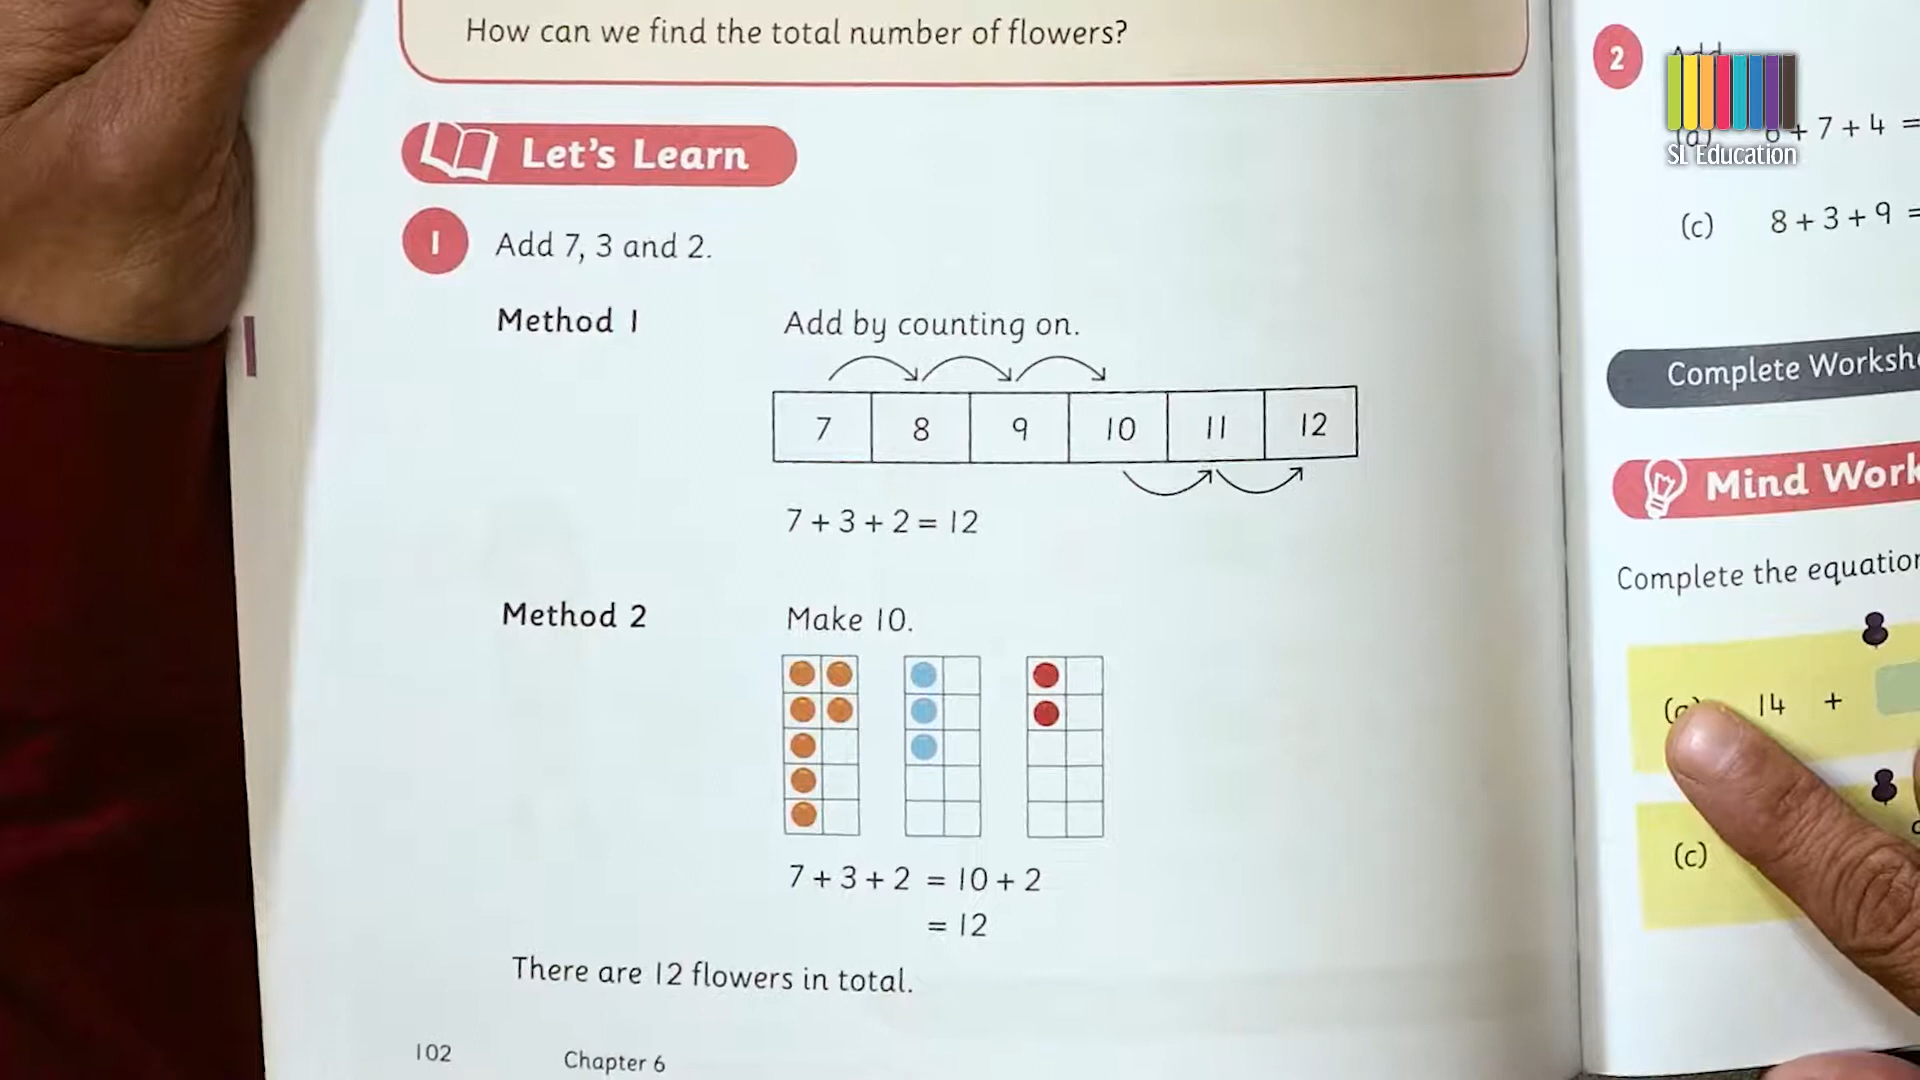 How can we find the total number of flowers?
Let's Learn
1 Add 7, 3 and 2.
Method 1 Add by counting on.
7 8 9 10 11 12
7 + 3 + 2 = 12
Method 2 Make 10.
7 + 3 + 2 = 10 + 2
= 12
There are 12 flowers in total.
102 Chapter 6
2
SL Education
+ 7 + 4 =
(c) 8 + 3 + 9 =
Complete
Mind
Complete the
14 +
(c)